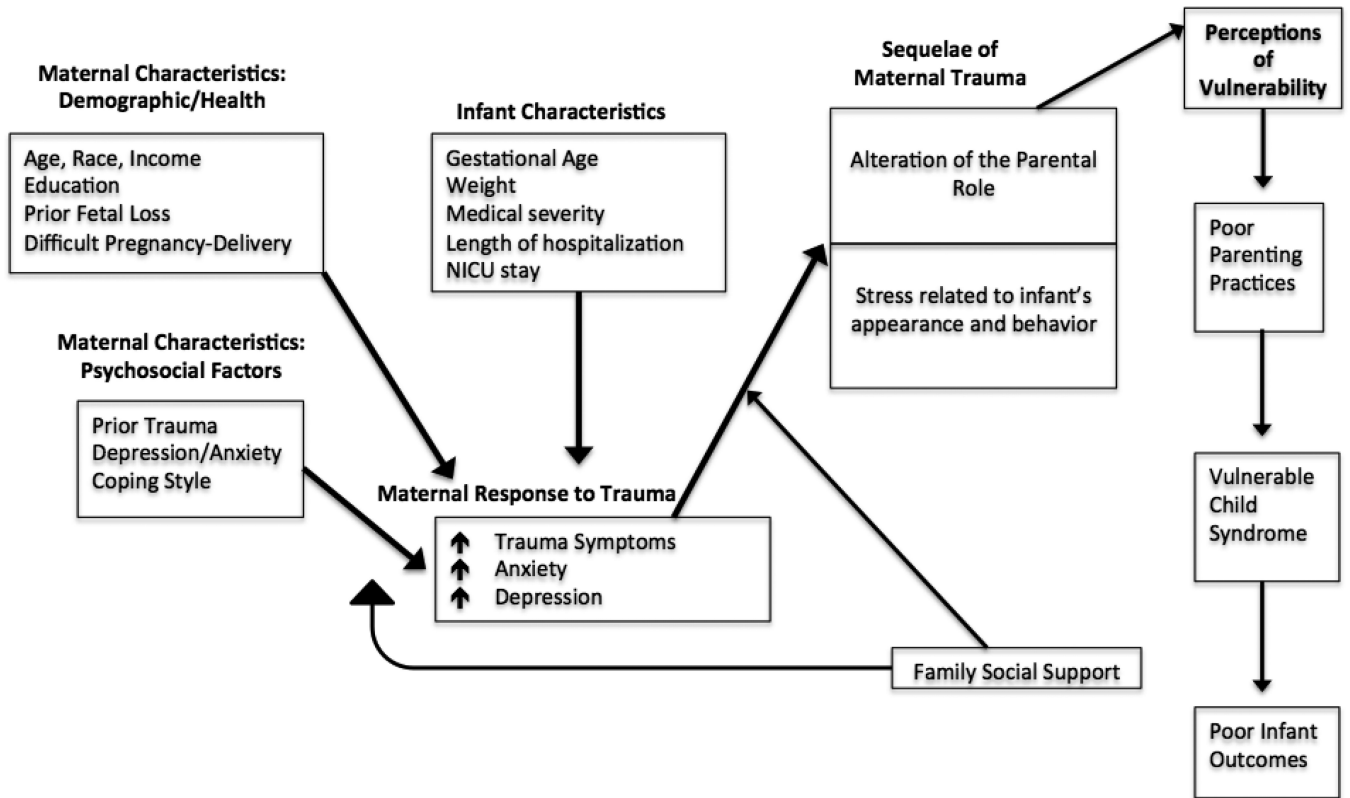 Maternal Characteristics:
Demographic/Health
Age, Race, Income
Education
Prior Fetal Loss
Difficult Pregnancy-Delivery
Infant Characteristics
Gestational Age
Weight
Medical severity
Length of hospitalization
NICU stay
Maternal Characteristics:
Psychosocial Factors
Prior Trauma
Depression/Anxiety
Coping Style
Maternal Response to Trauma
Trauma Symptoms
Anxiety
Depression
Family Social Support
Sequelae of
Maternal Trauma
Alteration of the Parental
Role
Stress related to infant's
appearance and behavior
Perceptions
of
Vulnerability
Poor
Parenting
Practices
Vulnerable
Child
Syndrome
Poor Infant
Outcomes